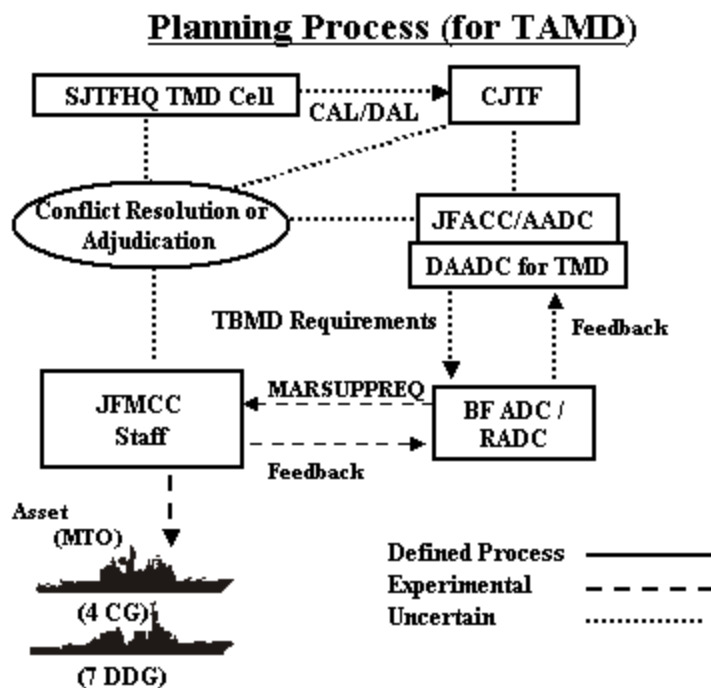 Planning Process (for TAMD)
SJTFHQ TMD Cell
CAL/DAL
CJTF
Conflict Resolution or
Adjudication
JFACC/AADC
DAADC for TMD
TBMD Requirements
Feedback
JFMCC
Staff
MARSUPPREQ
Feedback
BF ADC /
RADC
Asset
(MTO)
(4 CG)
(7 DDG)
Defined Process
Experimental
Uncertain